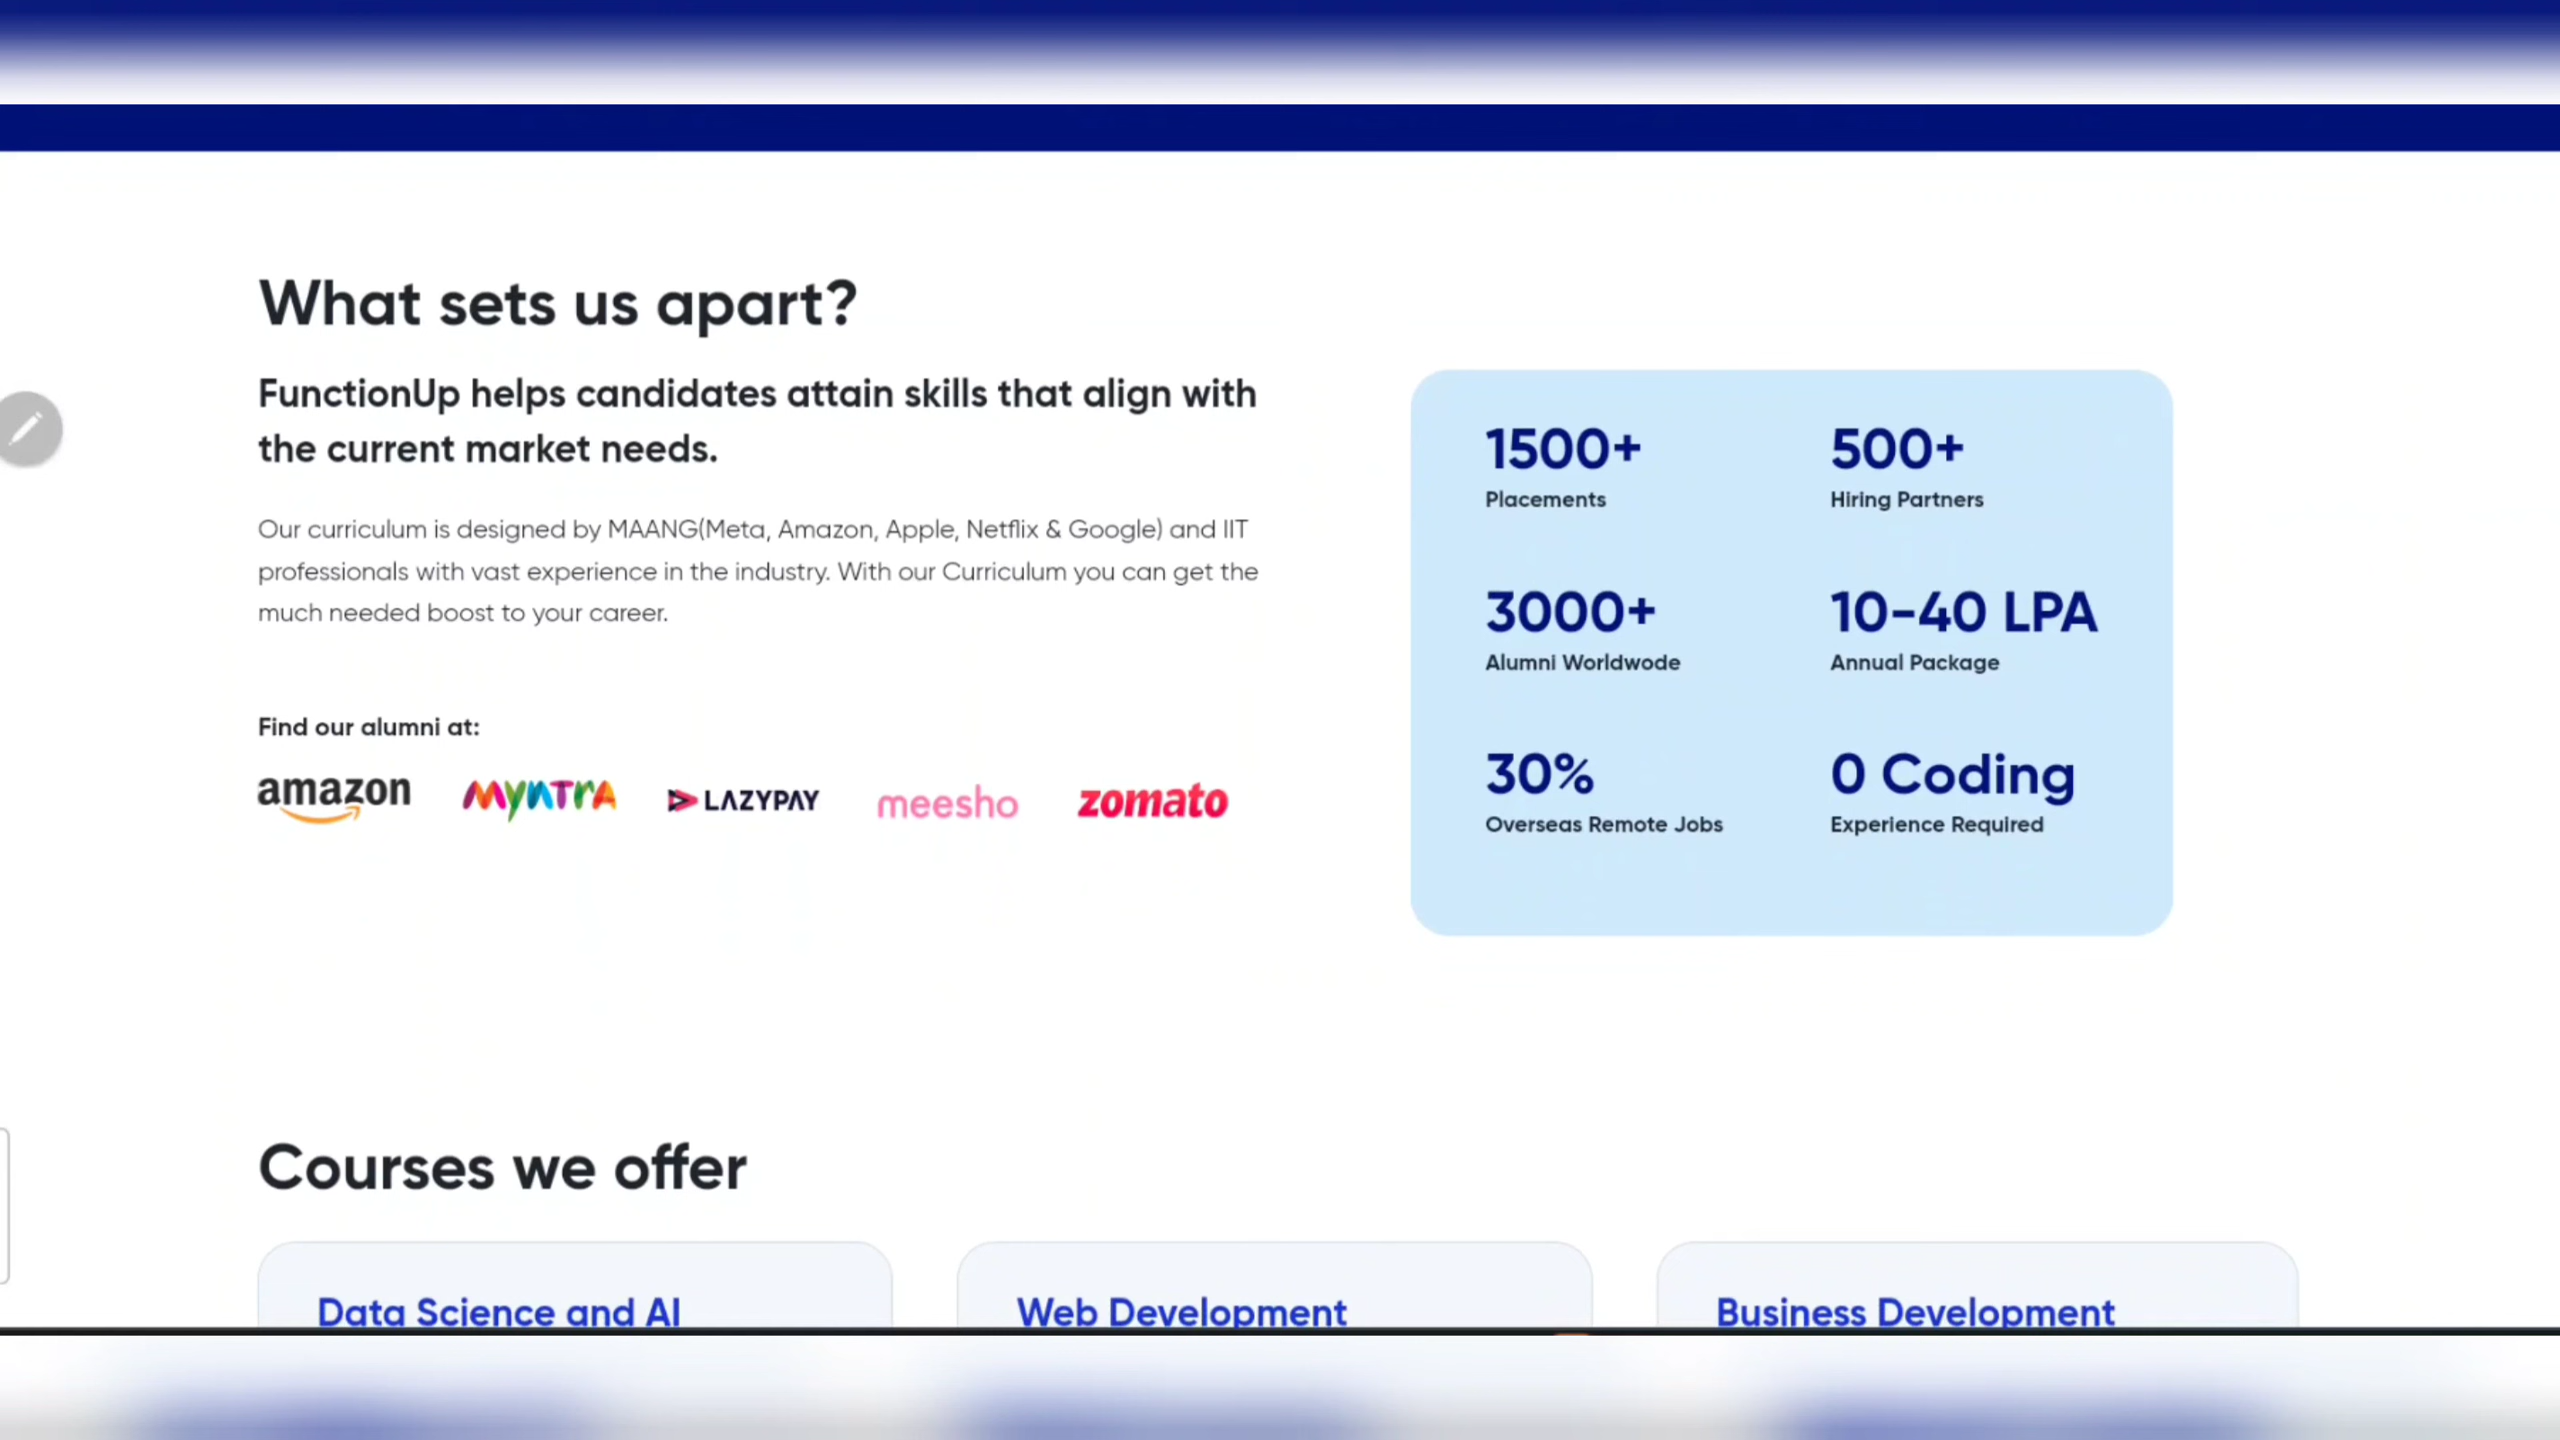 What sets us apart?
FunctionUp helps candidates attain skills that align with
the current market needs.
Our curriculum is designed by MAANG(Meta, Amazon, Apple, Netflix & Google) and IIT
professionals with vast experience in the industry. With our Curriculum you can get the
much needed boost to your career.
Find our alumni at:
amazon Myntra LAZYPAY meesho zomato
1500+
Placements
500+
Hiring Partners
3000+
Alumni Worldwode
10-40 LPA
Annual Package
30%
Overseas Remote Jobs
0 Coding
Experience Required
Courses we offer
Data Science and AI
Web Development
Business Development